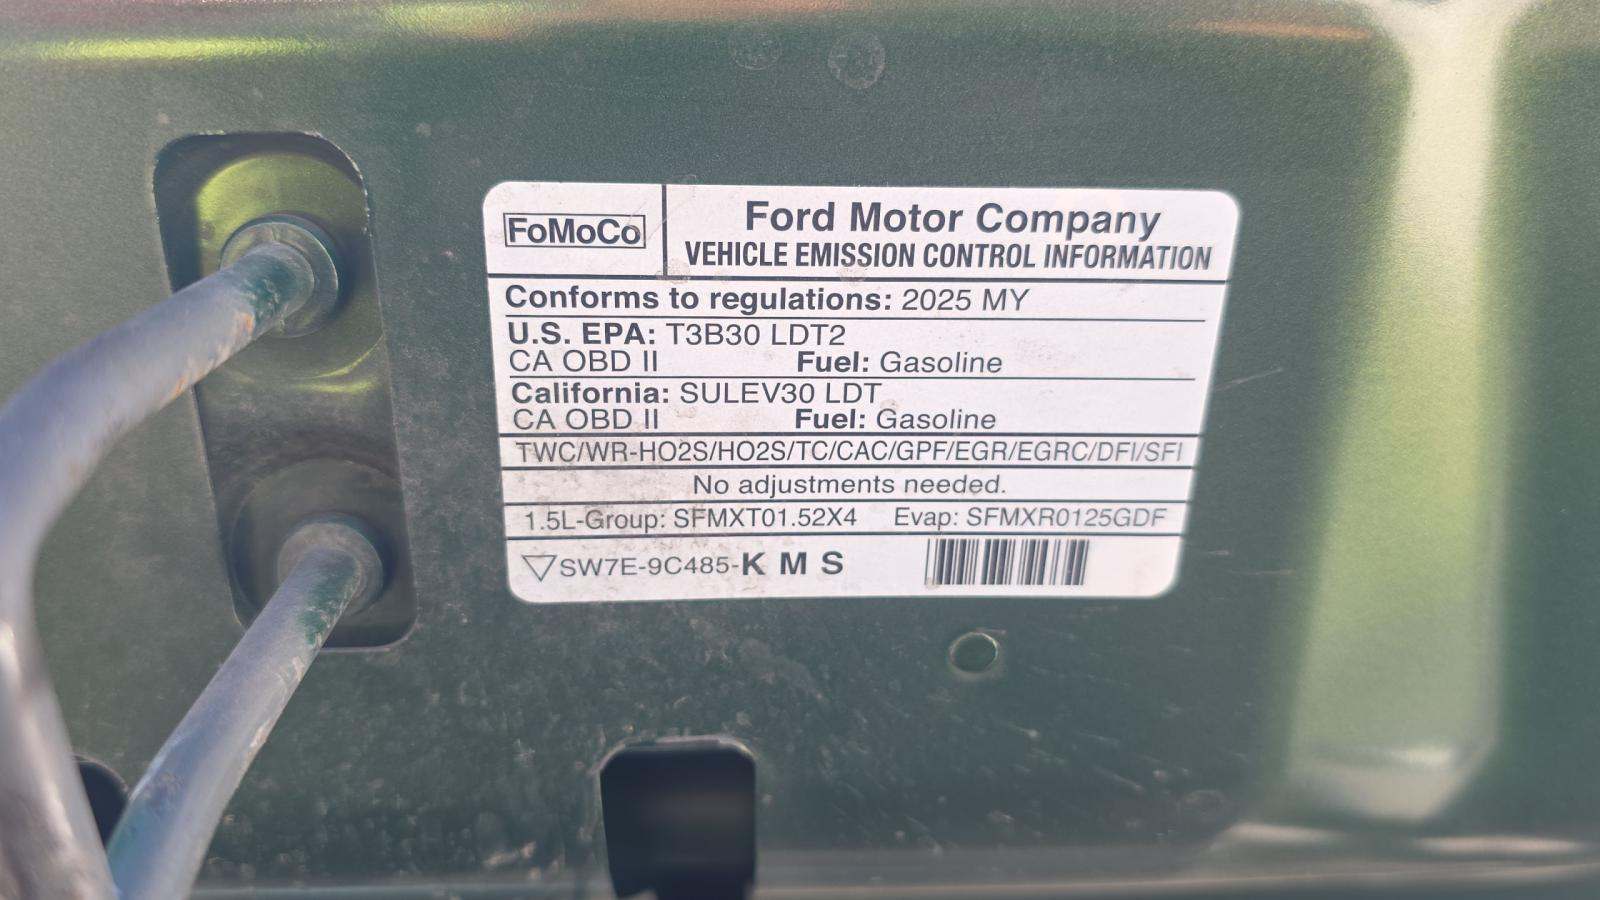 FoMoCo
Ford Motor Company
VEHICLE EMISSION CONTROL INFORMATION
Conforms to regulations: 2025 MY
U.S. EPA: T3B30 LDT2
CA OBD II Fuel: Gasoline
California: SULEV30 LDT
CA OBD II Fuel: Gasoline
TWC/WR-HO2S/HO2S/TC/CAC/GPF/EGR/EGRC/DFI/SFI
No adjustments needed.
1.5L-Group: SFMXT01.52X4 Evap: SFMXR0125GDF
SW7E-9C485-K M S